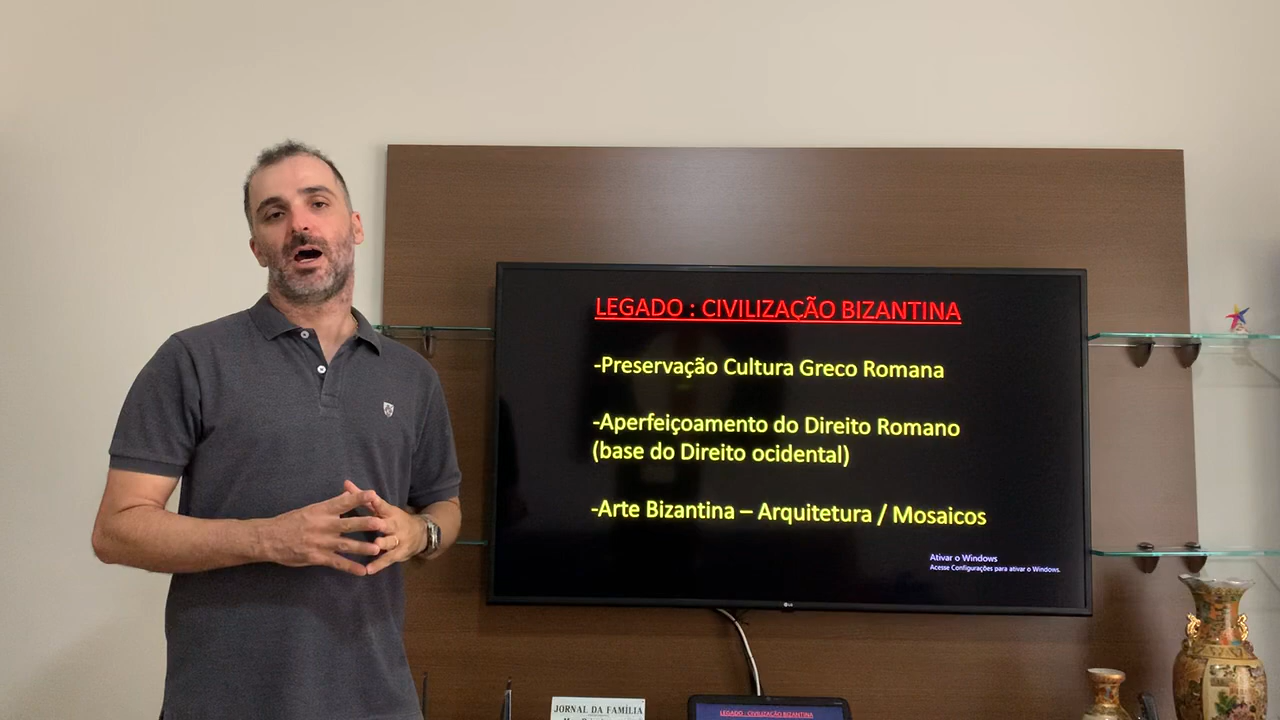 LEGADO : CIVILIZAÇÃO BIZANTINA
-Preservação Cultura Greco Romana
-Aperfeiçoamento do Direito Romano
(base do Direito ocidental)
-Arte Bizantina – Arquitetura / Mosaicos
Ativar o Windows
Acesse Configurações para ativar o Windows.
LG
JORNAL DA FAMÍLIA
LEGADO : CIVILIZAÇÃO BIZANTINA